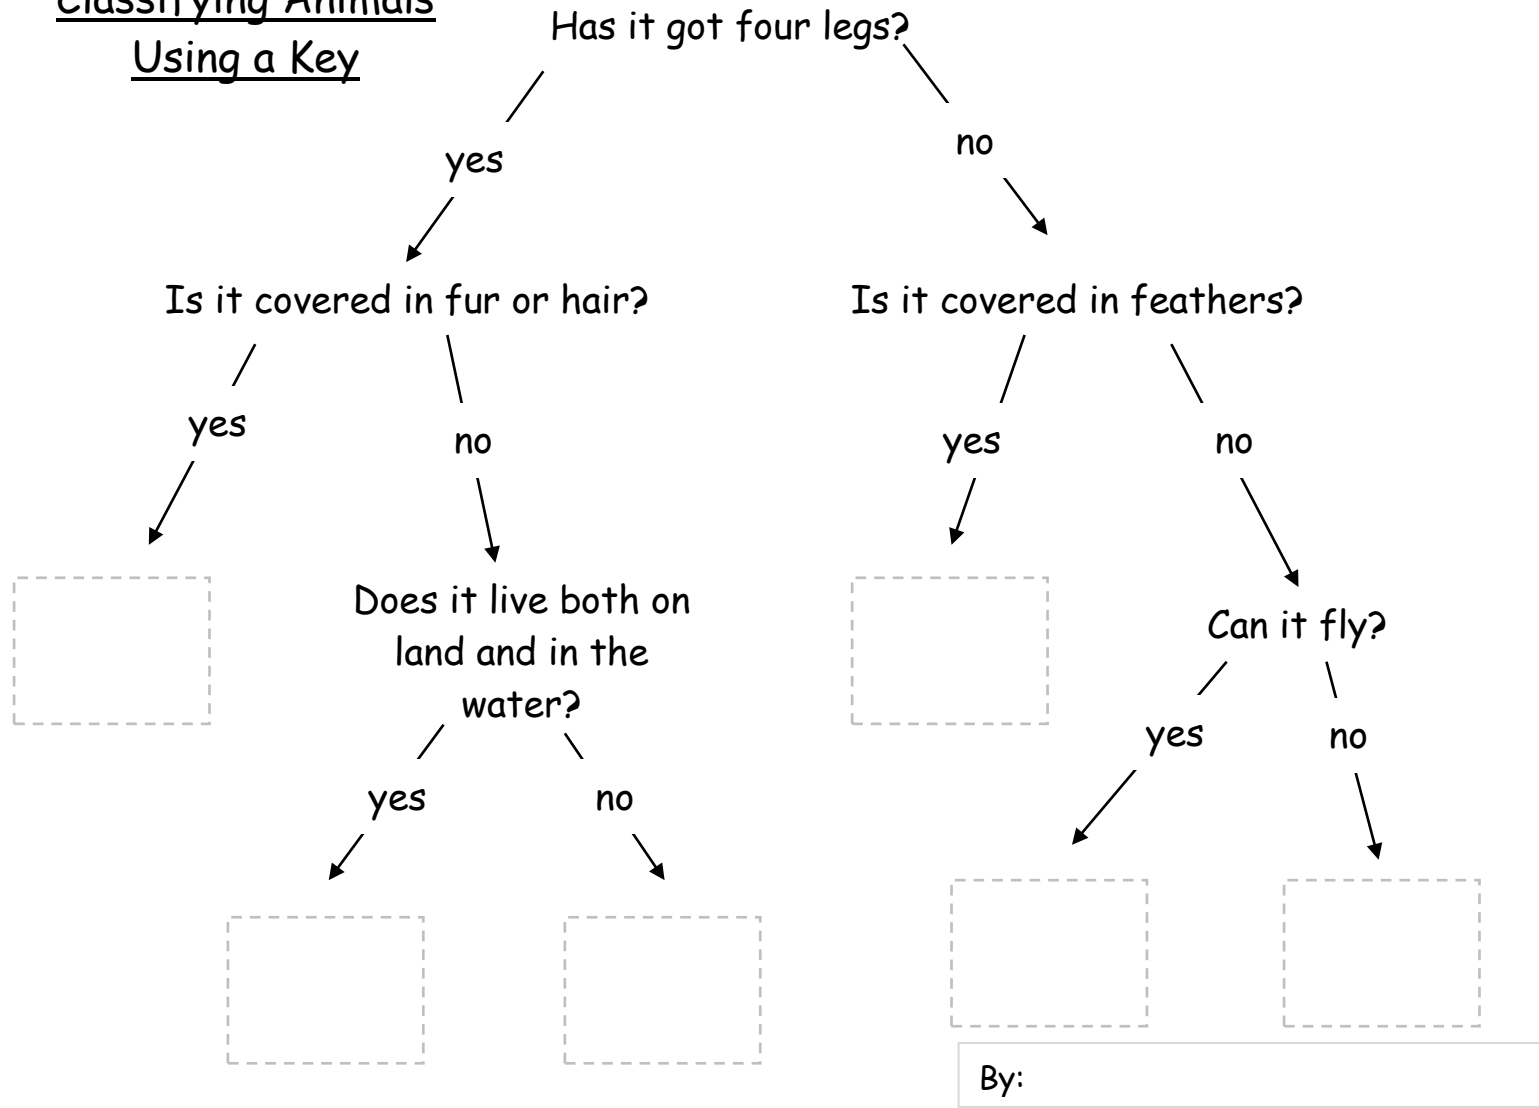 Classifying Animals
Using a Key
Has it got four legs?
yes
no
Is it covered in fur or hair?
Is it covered in feathers?
yes
no
yes
no
Does it live both on
land and in the
water?
Can it fly?
yes
no
yes
no
By: